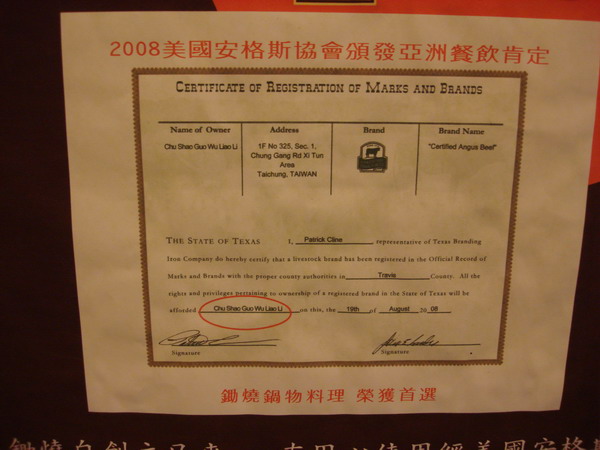 2008美國安格斯協會頒發亞洲餐飲肯定
CERTIFICATE OF REGISTRATION OF MARKS AND BRANDS
Name of Owner Address Brand Brand Name
Chu Shao Guo Wu Liao Li 1F No 325, Sec. 1, "Certified Angus Beef"
Chung Gang Rd Xi Tun
Area
Taichung, TAIWAN
THE STATE OF TEXAS I, Patrick Cline representative of Texas Branding
Iron Company do hereby certify that a livestock brand has been registered in the Official Record of
Marks and Brands with the proper county authorities in Travis County. All the
rights and privileges pertaining to ownership of a registered brand in the State of Texas will be
afforded Chu Shao Guo Wu Liao Li on this, the 19th of August 20 08
Signature Signature
鋤燒鍋物料理 榮獲首選